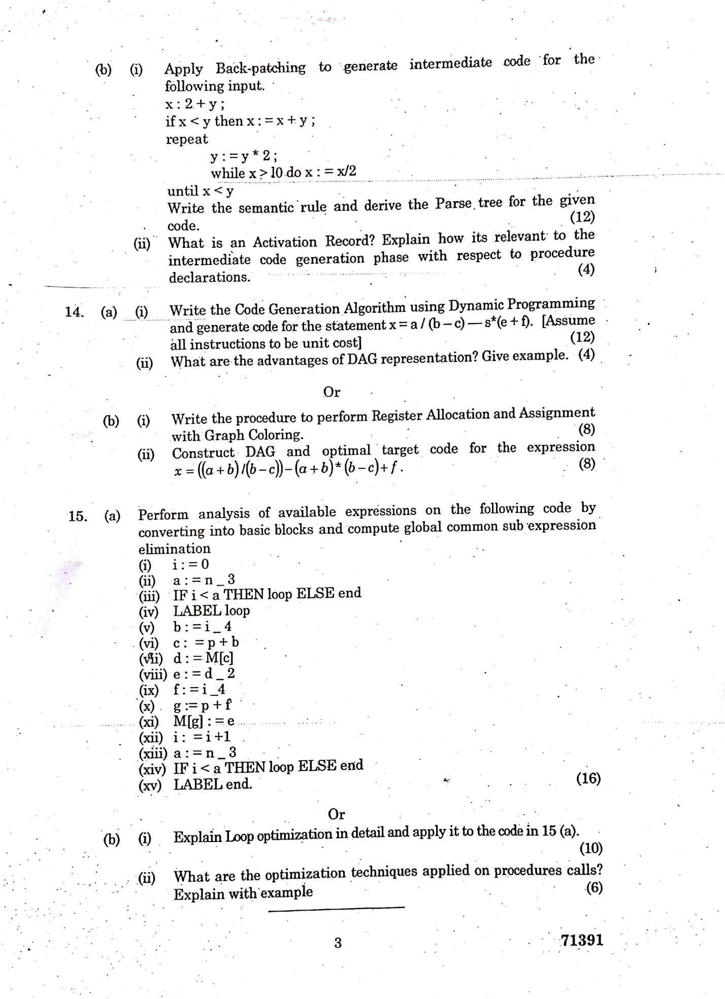 (b) (i) Apply Back-patching to generate intermediate code for the
following input.
x : 2 + y ;
if x < y then x : = x + y ;
repeat
y : = y * 2 ;
while x > 10 do x : = x/2
until x < y
Write the semantic rule and derive the Parse tree for the given
code. (12)
(ii) What is an Activation Record? Explain how its relevant to the
intermediate code generation phase with respect to procedure
declarations. (4)
14. (a) (i) Write the Code Generation Algorithm using Dynamic Programming
and generate code for the statement x = a / (b – c) — s*(e + f). [Assume
all instructions to be unit cost] (12)
(ii) What are the advantages of DAG representation? Give example. (4)
Or
(b) (i) Write the procedure to perform Register Allocation and Assignment
with Graph Coloring. (8)
(ii) Construct DAG and optimal target code for the expression
x = ((a + b) /(b – c)) – (a + b) * (b – c) + f . (8)
15. (a) Perform analysis of available expressions on the following code by
converting into basic blocks and compute global common sub expression
elimination
(i) i : = 0
(ii) a : = n _ 3
(iii) IF i < a THEN loop ELSE end
(iv) LABEL loop
(v) b : = i _ 4
(vi) c : = p + b
(vii) d : = M[c]
(viii) e : = d _ 2
(ix) f : = i _4
(x) g := p + f
(xi) M[g] : = e
(xii) i : = i +1
(xiii) a : = n _ 3
(xiv) IF i < a THEN loop ELSE end
(xv) LABEL end. (16)
Or
(b) (i) Explain Loop optimization in detail and apply it to the code in 15 (a).
(10)
(ii) What are the optimization techniques applied on procedures calls?
Explain with example (6)
3 71391